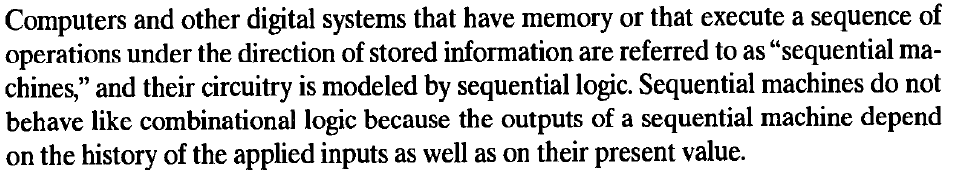 Computers and other digital systems that have memory or that execute a sequence of
operations under the direction of stored information are referred to as “sequential ma-
chines,” and their circuitry is modeled by sequential logic. Sequential machines do not
behave like combinational logic because the outputs of a sequential machine depend
on the history of the applied inputs as well as on their present value.